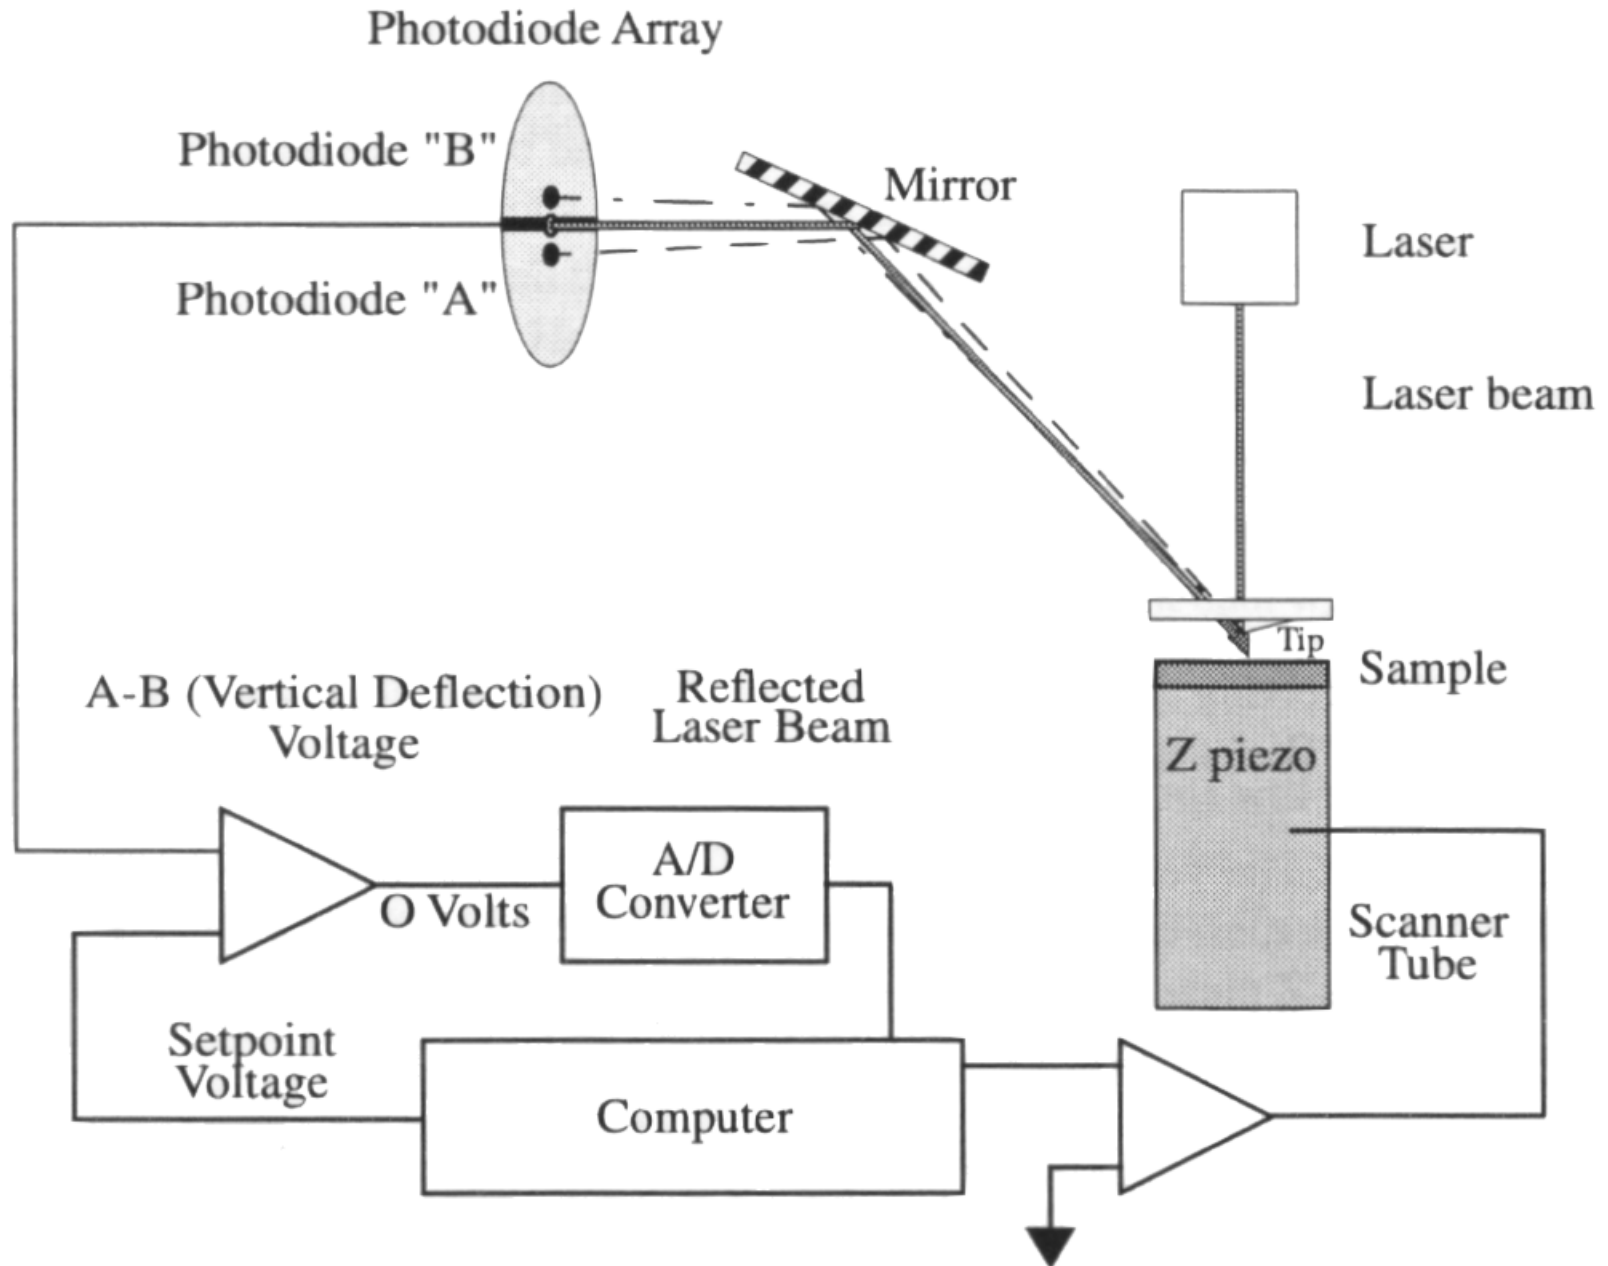 Photodiode Array
Photodiode "B"
Mirror
Photodiode "A"
Laser
Laser beam
Tip
Sample
A-B (Vertical Deflection)
Voltage
Reflected
Laser Beam
Z piezo
A/D
Converter
O Volts
Scanner
Tube
Setpoint
Voltage
Computer